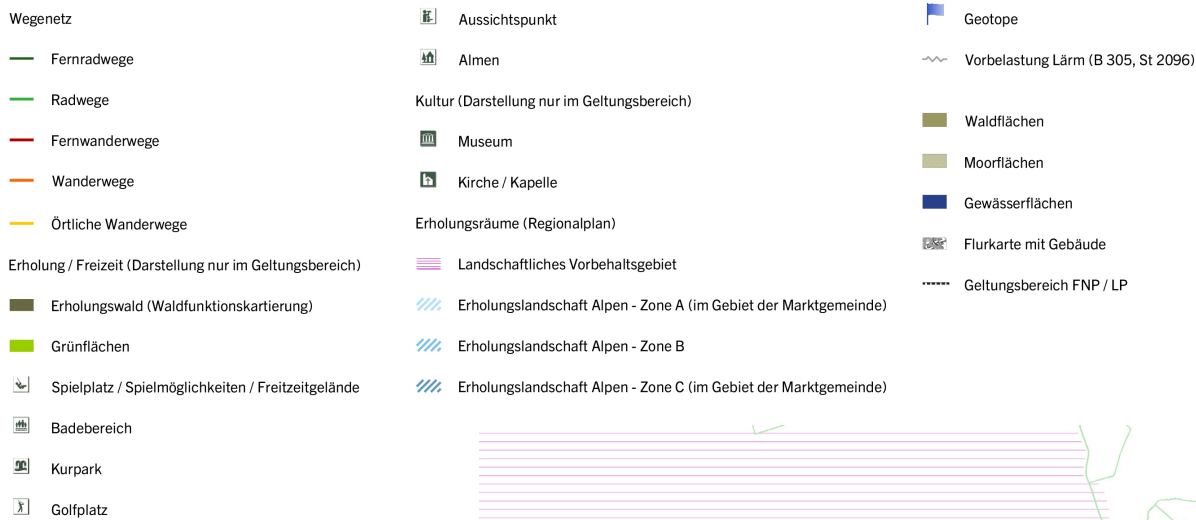 Wegenetz
Fernradwege
Radwege
Fernwanderwege
Wanderwege
Örtliche Wanderwege
Erholung / Freizeit (Darstellung nur im Geltungsbereich)
Erholungswald (Waldfunktionskartierung)
Grünflächen
Spielplatz / Spielmöglichkeiten / Freitzeitgelände
Badebereich
Kurpark
Golfplatz
Aussichtspunkt
Almen
Kultur (Darstellung nur im Geltungsbereich)
Museum
Kirche / Kapelle
Erholungsräume (Regionalplan)
Landschaftliches Vorbehaltsgebiet
Erholungslandschaft Alpen - Zone A (im Gebiet der Marktgemeinde)
Erholungslandschaft Alpen - Zone B
Erholungslandschaft Alpen - Zone C (im Gebiet der Marktgemeinde)
Geotope
Vorbelastung Lärm (B 305, St 2096)
Waldflächen
Moorflächen
Gewässerflächen
Flurkarte mit Gebäude
Geltungsbereich FNP / LP